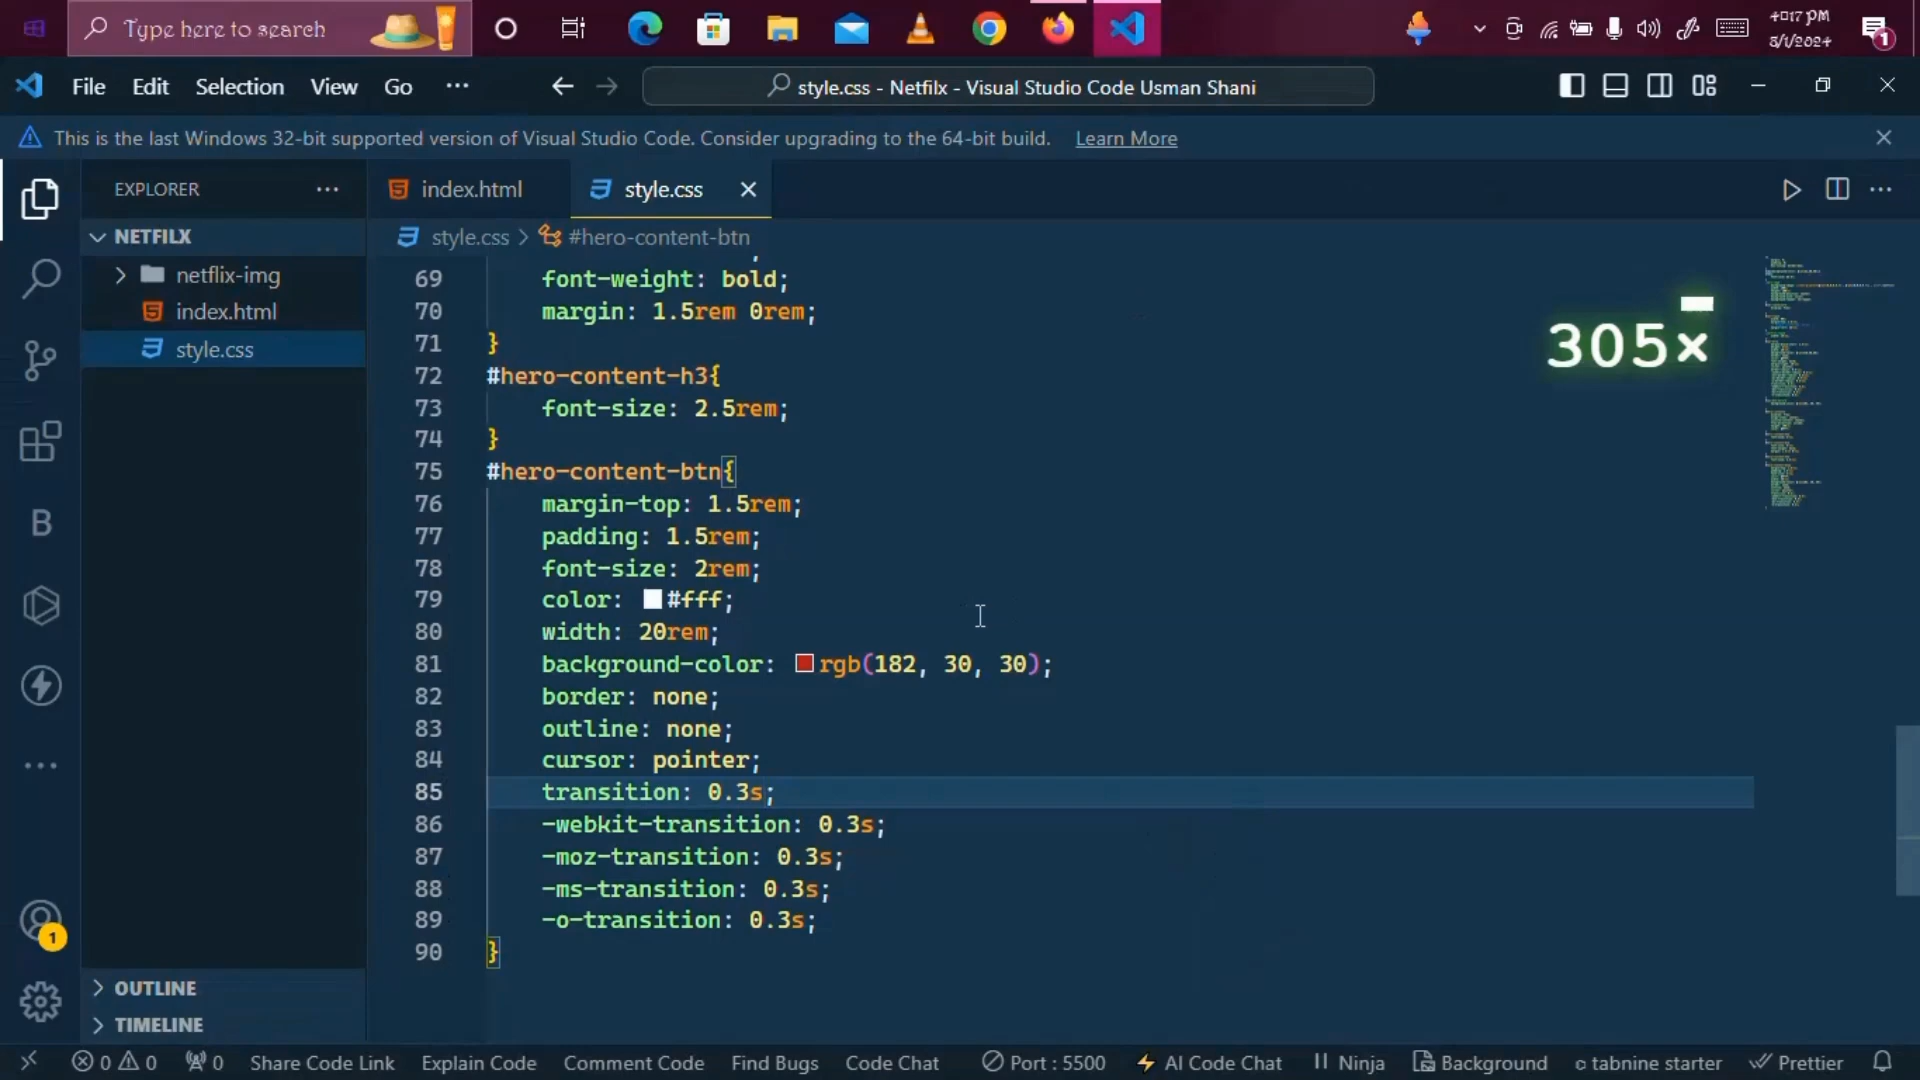 Type here to search
4:17 PM
5/1/2024
1
File Edit Selection View Go ...
style.css - Netfilx - Visual Studio Code Usman Shani
This is the last Windows 32-bit supported version of Visual Studio Code. Consider upgrading to the 64-bit build. Learn More
EXPLORER
index.html
style.css
NETFILX
style.css > #hero-content-btn
netflix-img
index.html
style.css
69 font-weight: bold;
70 margin: 1.5rem 0rem;
71 }
72 #hero-content-h3{
73 font-size: 2.5rem;
74 }
75 #hero-content-btn{
76 margin-top: 1.5rem;
77 padding: 1.5rem;
78 font-size: 2rem;
79 color: #fff;
80 width: 20rem;
81 background-color: rgb(182, 30, 30);
82 border: none;
83 outline: none;
84 cursor: pointer;
85 transition: 0.3s;
86 -webkit-transition: 0.3s;
87 -moz-transition: 0.3s;
88 -ms-transition: 0.3s;
89 -o-transition: 0.3s;
90 }
305×
B
1
OUTLINE
TIMELINE
0 0 0 Share Code Link Explain Code Comment Code Find Bugs Code Chat Port : 5500 AI Code Chat Ninja Background tabnine starter Prettier